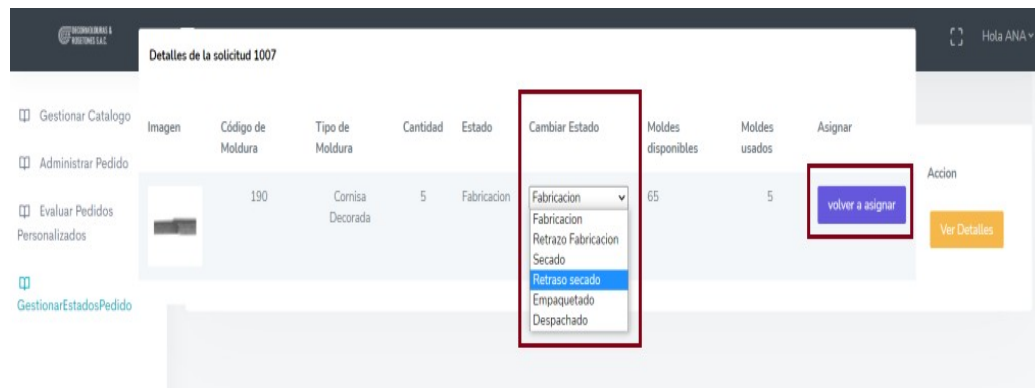 DECORMOLDURAS &
ROSETONES S.A.C.
Hola ANA
Detalles de la solicitud 1007
Gestionar Catalogo
Administrar Pedido
Evaluar Pedidos
Personalizados
GestionarEstadosPedido
Imagen
Código de
Moldura
Tipo de
Moldura
Cantidad
Estado
Cambiar Estado
Moldes
disponibles
Moldes
usados
Asignar
Accion
190
Cornisa
Decorada
5
Fabricacion
Fabricacion
Fabricacion
Retrazo Fabricacion
Secado
Retraso secado
Empaquetado
Despachado
65
5
volver a asignar
Ver Detalles